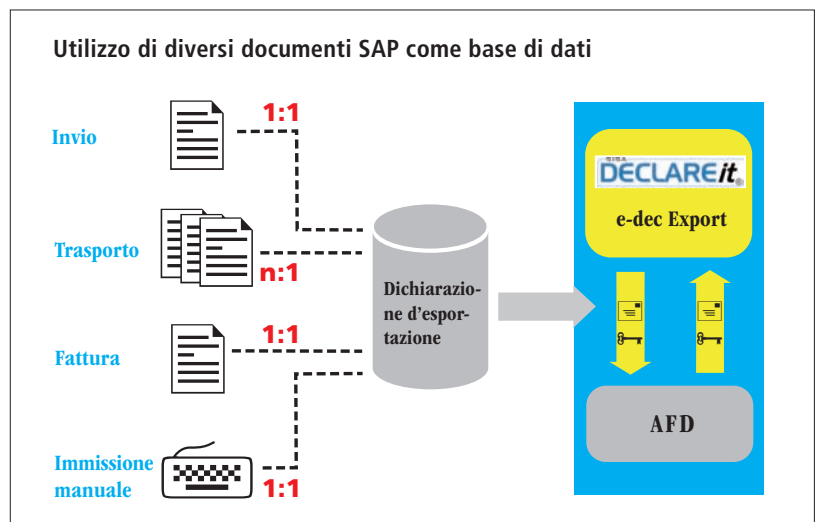 Utilizzo di diversi documenti SAP come base di dati
Invio
1:1
Trasporto
n:1
Fattura
1:1
Immissione
manuale
1:1
Dichiarazio-
ne d'espor-
tazione
DECLAREit
e-dec Export
AFD